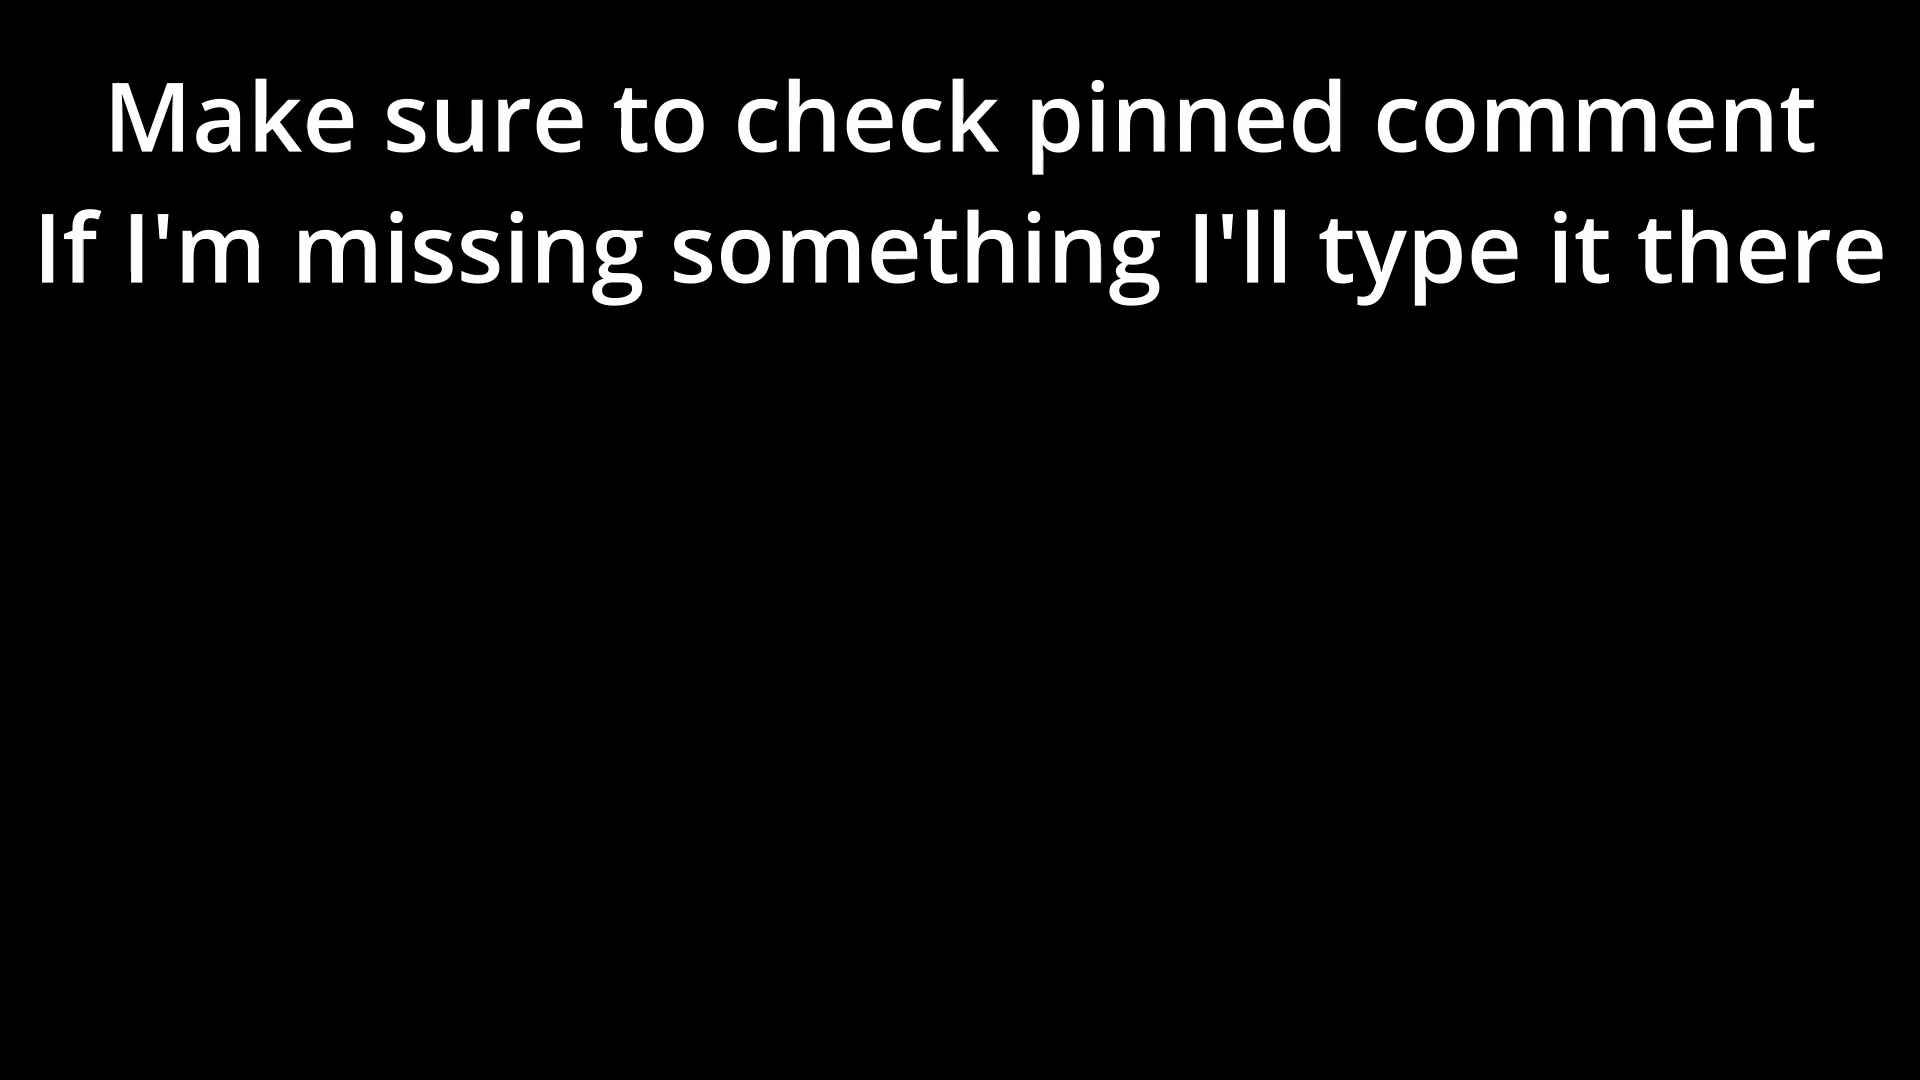 Make sure to check pinned comment
If I'm missing something I'll type it there